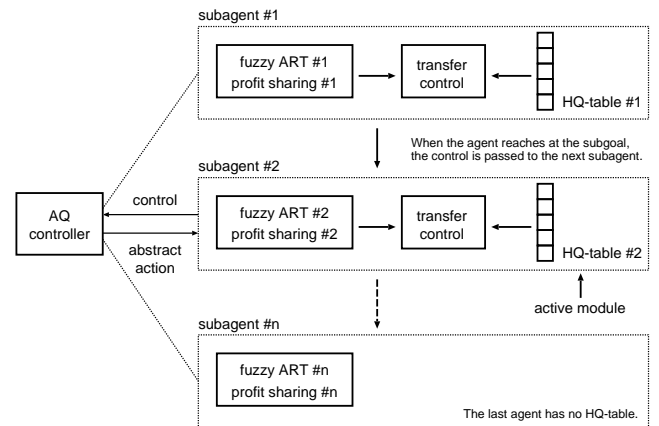 subagent #1
fuzzy ART #1
profit sharing #1
transfer
control
HQ-table #1
When the agent reaches at the subgoal,
the control is passed to the next subagent.
subagent #2
AQ
controller
control
abstract
action
fuzzy ART #2
profit sharing #2
transfer
control
HQ-table #2
active module
subagent #n
fuzzy ART #n
profit sharing #n
The last agent has no HQ-table.